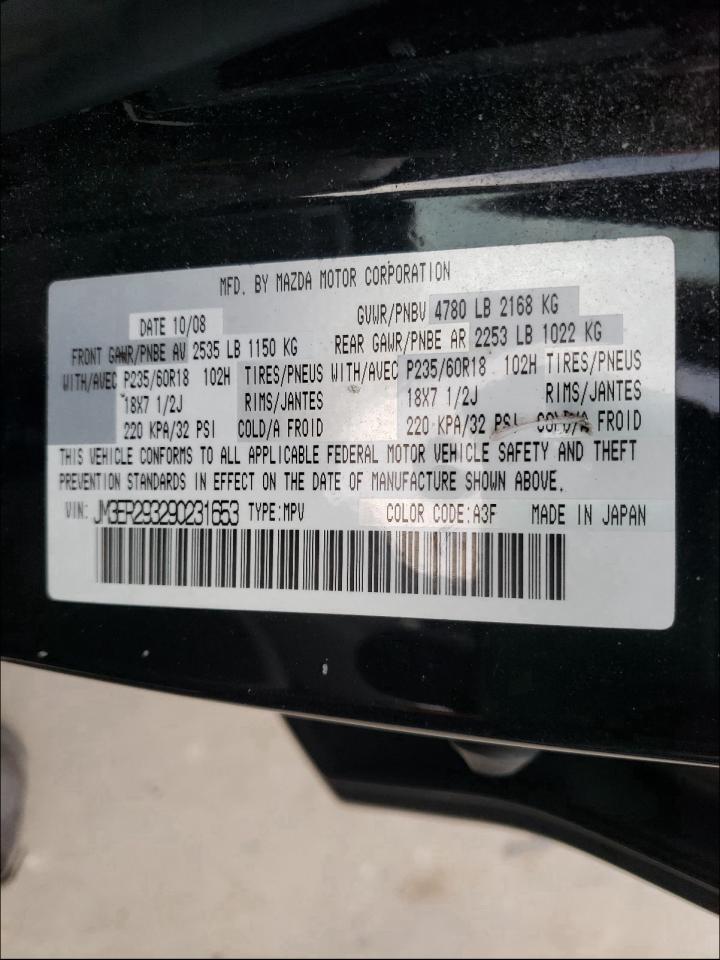 MFD. BY MAZDA MOTOR CORPORATION
DATE 10/08 GVWR/PNBV 4780 LB 2168 KG
FRONT GAWR/PNBE AV 2535 LB 1150 KG REAR GAWR/PNBE AR 2253 LB 1022 KG
WITH/AVEC P235/60R18 102H TIRES/PNEUS WITH/AVEC P235/60R18 102H TIRES/PNEUS
18X7 1/2J RIMS/JANTES 18X7 1/2J RIMS/JANTES
220 KPA/32 PSI COLD/A FROID 220 KPA/32 PSI COLD/A FROID
THIS VEHICLE CONFORMS TO ALL APPLICABLE FEDERAL MOTOR VEHICLE SAFETY AND THEFT
PREVENTION STANDARDS IN EFFECT ON THE DATE OF MANUFACTURE SHOWN ABOVE.
VIN: JM3ER293290231653 TYPE:MPV COLOR CODE:A3F MADE IN JAPAN